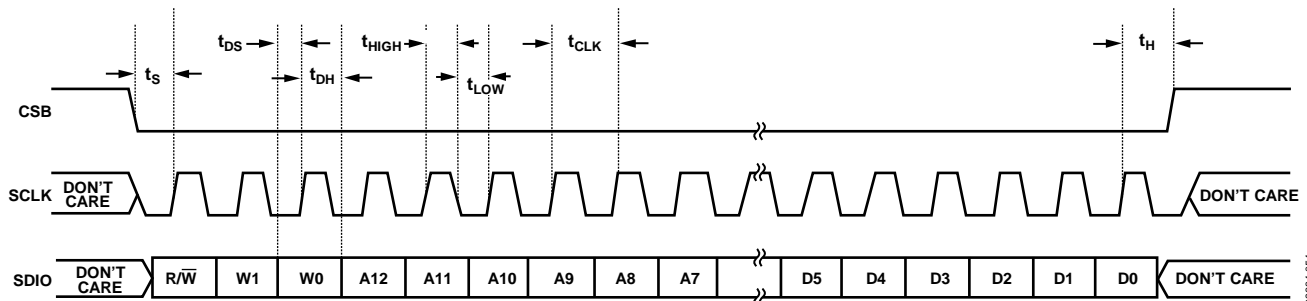 tDS
tHIGH
tCLK
tH
tS
tDH
tLOW
CSB
SCLK
DON'T CARE
DON'T CARE
SDIO
DON'T CARE
R/W̅
W1
W0
A12
A11
A10
A9
A8
A7
D5
D4
D3
D2
D1
D0
DON'T CARE